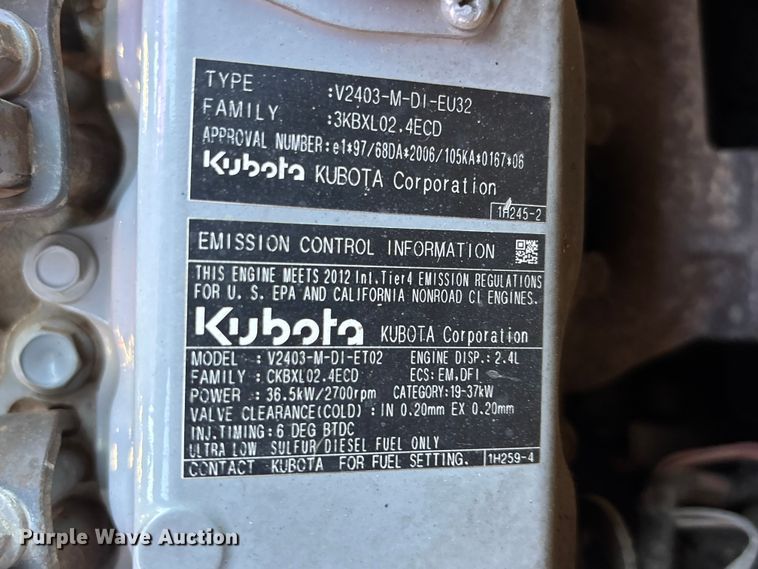 TYPE :V2403-M-DI-EU32
FAMILY :3KBXL02.4ECD
APPROVAL NUMBER:e1*97/68DA*2006/105KA*0167*06
Kubota KUBOTA Corporation
1H245-2
EMISSION CONTROL INFORMATION
THIS ENGINE MEETS 2012 Int.Tier4 EMISSION REGULATIONS
FOR U. S. EPA AND CALIFORNIA NONROAD CI ENGINES.
Kubota KUBOTA Corporation
MODEL : V2403-M-DI-ET02 ENGINE DISP.: 2.4L
FAMILY : CKBXL02.4ECD ECS: EM,DFI
POWER : 36.5kW/2700rpm CATEGORY:19-37kW
VALVE CLEARANCE(COLD) : IN 0.20mm EX 0.20mm
INJ.TIMING: 6 DEG BTDC
ULTRA LOW SULFUR DIESEL FUEL ONLY
CONTACT KUBOTA FOR FUEL SETTING. 1H259-4
Purple Wave Auction